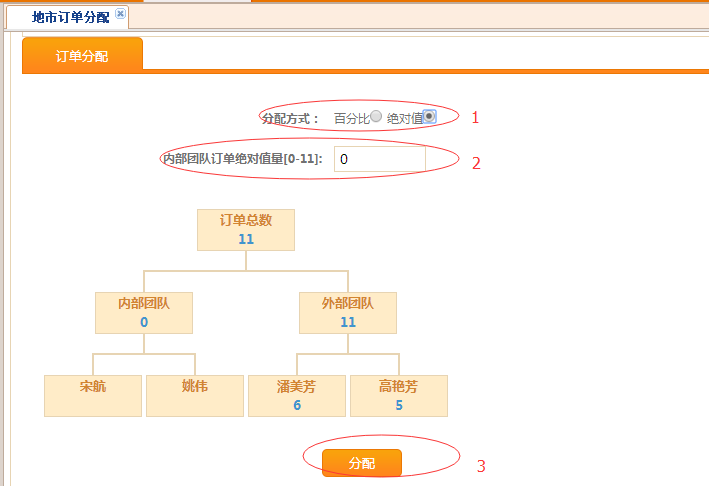 地市订单分配
订单分配
分配方式： 百分比 绝对值 1
内部团队订单绝对值量[0-11]: 0 2
订单总数
11
内部团队 外部团队
0 11
宋航 姚伟 潘美芳 高艳芳
6 5
分配 3